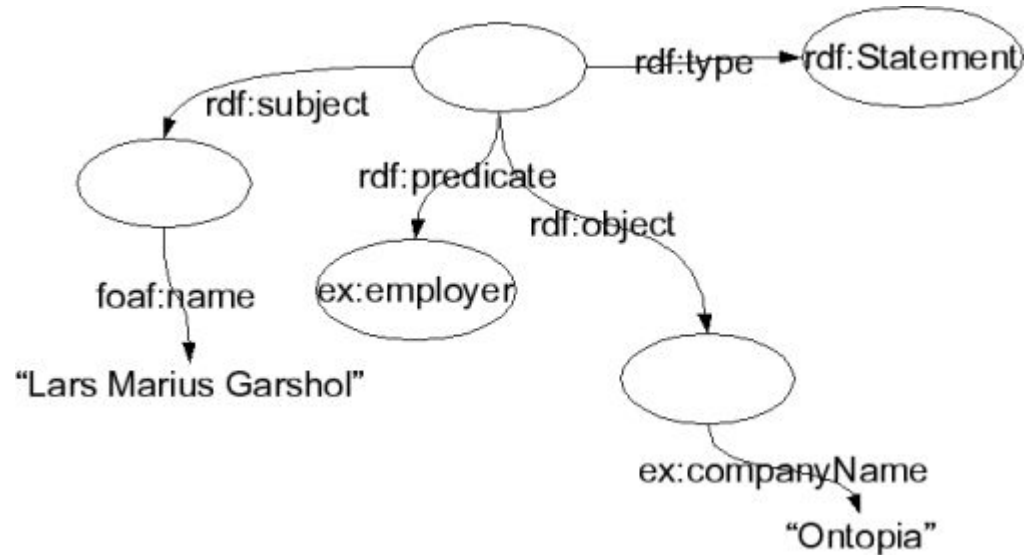 rdf:type
rdf:Statement
rdf:subject
rdf:predicate
rdf:object
foaf:name
ex:employer
“Lars Marius Garshol”
ex:companyName
“Ontopia”